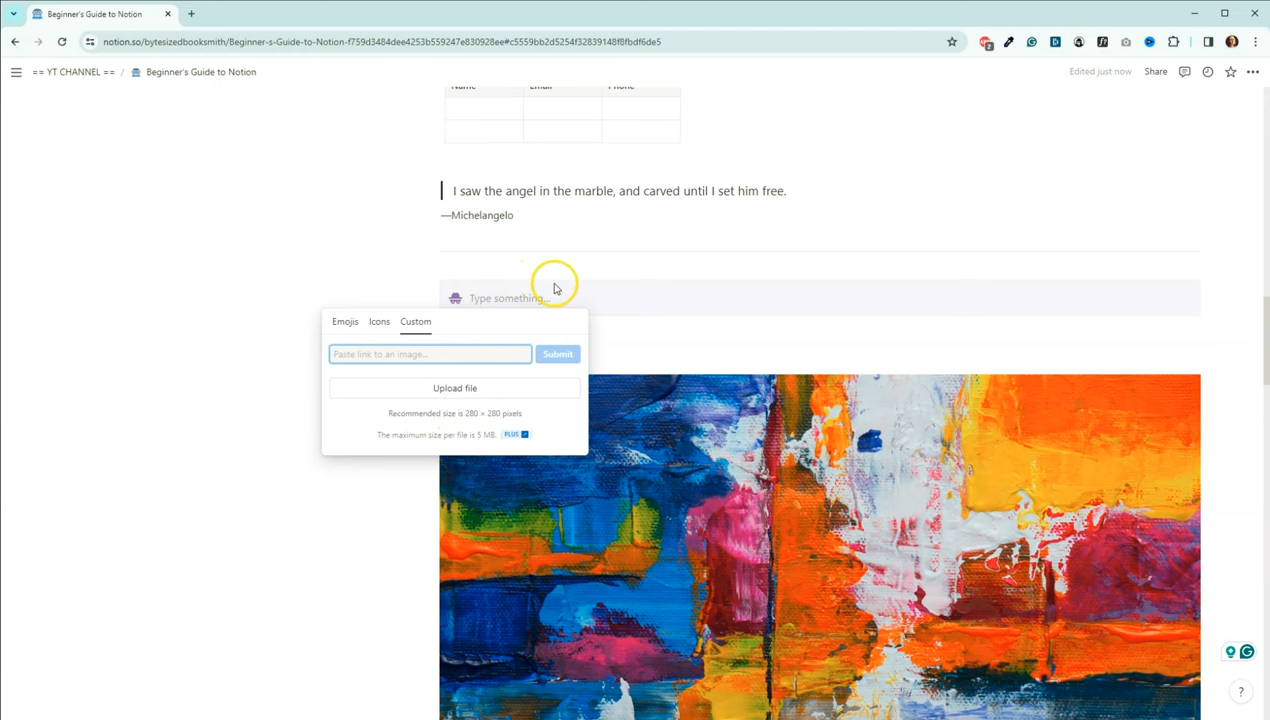 Beginner's Guide to Notion
notion.so/bytesizedbooksmith/Beginner-s-Guide-to-Notion-f759d3484dee4253b559247e830928ee#c5559bb2d5254f32839148f8fbdf6de5
2
== YT CHANNEL == / Beginner's Guide to Notion
Edited just now Share
Name Email Phone
I saw the angel in the marble, and carved until I set him free.
—Michelangelo
Type something...
Emojis Icons Custom
Paste link to an image... Submit
Upload file
Recommended size is 280 × 280 pixels
The maximum size per file is 5 MB. PLUS
?